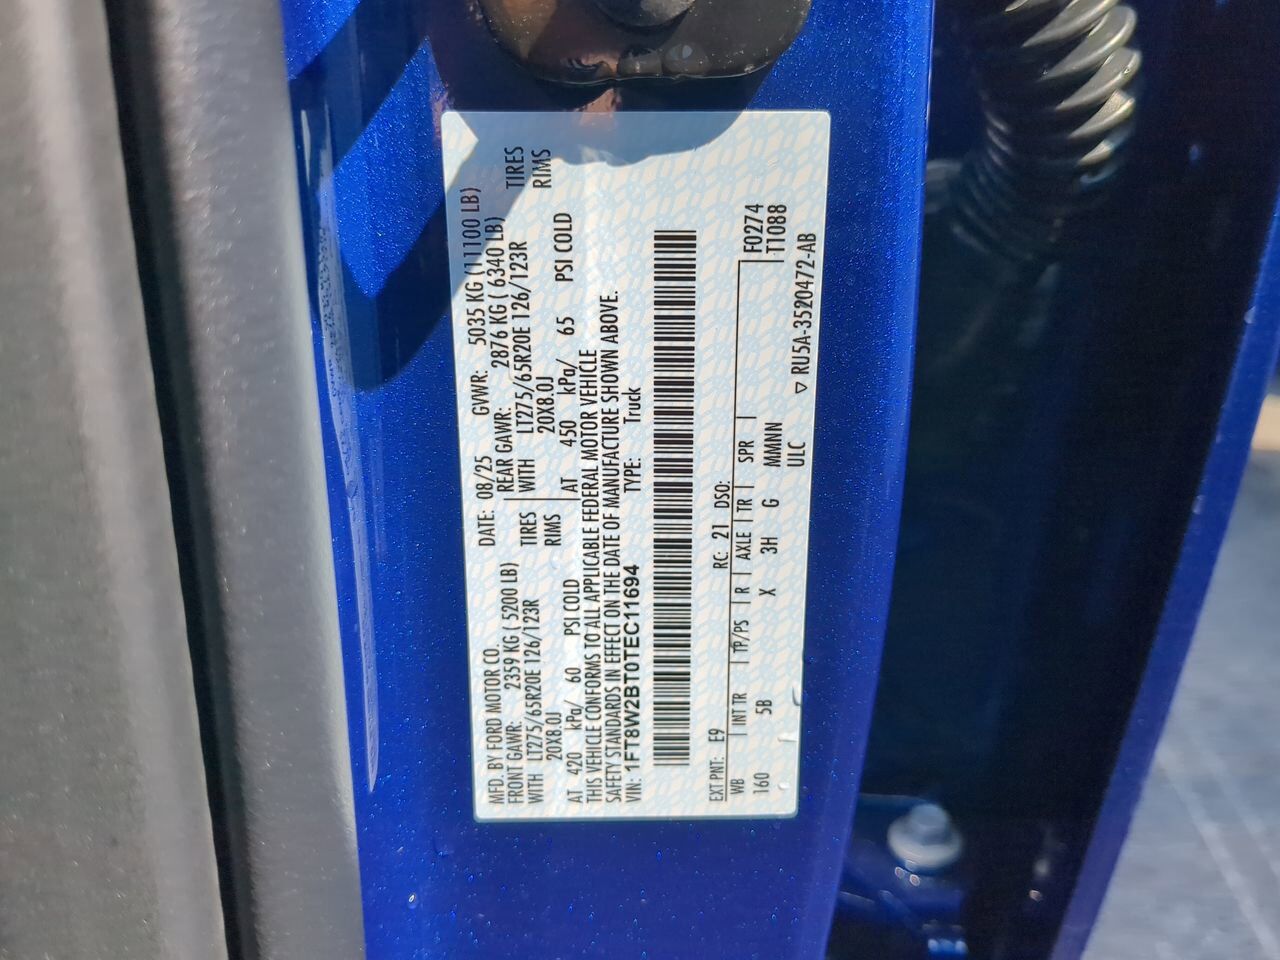 MFD. BY FORD MOTOR CO. DATE: 08/25 GVWR: 5035 KG (11100 LB)
FRONT GAWR: 2359 KG ( 5200 LB) REAR GAWR: 2876 KG ( 6340 LB)
WITH LT275/65R20E 126/123R TIRES WITH LT275/65R20E 126/123R TIRES
20X8.0J RIMS 20X8.0J RIMS
AT 420 kPa/ 60 PSI COLD AT 450 kPa/ 65 PSI COLD
THIS VEHICLE CONFORMS TO ALL APPLICABLE FEDERAL MOTOR VEHICLE
SAFETY STANDARDS IN EFFECT ON THE DATE OF MANUFACTURE SHOWN ABOVE.
VIN: 1FT8W2BT0TEC11694 TYPE: Truck
EXT PNT: E9 RC: 21 DSO: F0274
WB INT TR TP/PS R AXLE TR SPR T1088
160 5B X 3H G MMNNN
ULC ▽ RU5A-3520472-AB